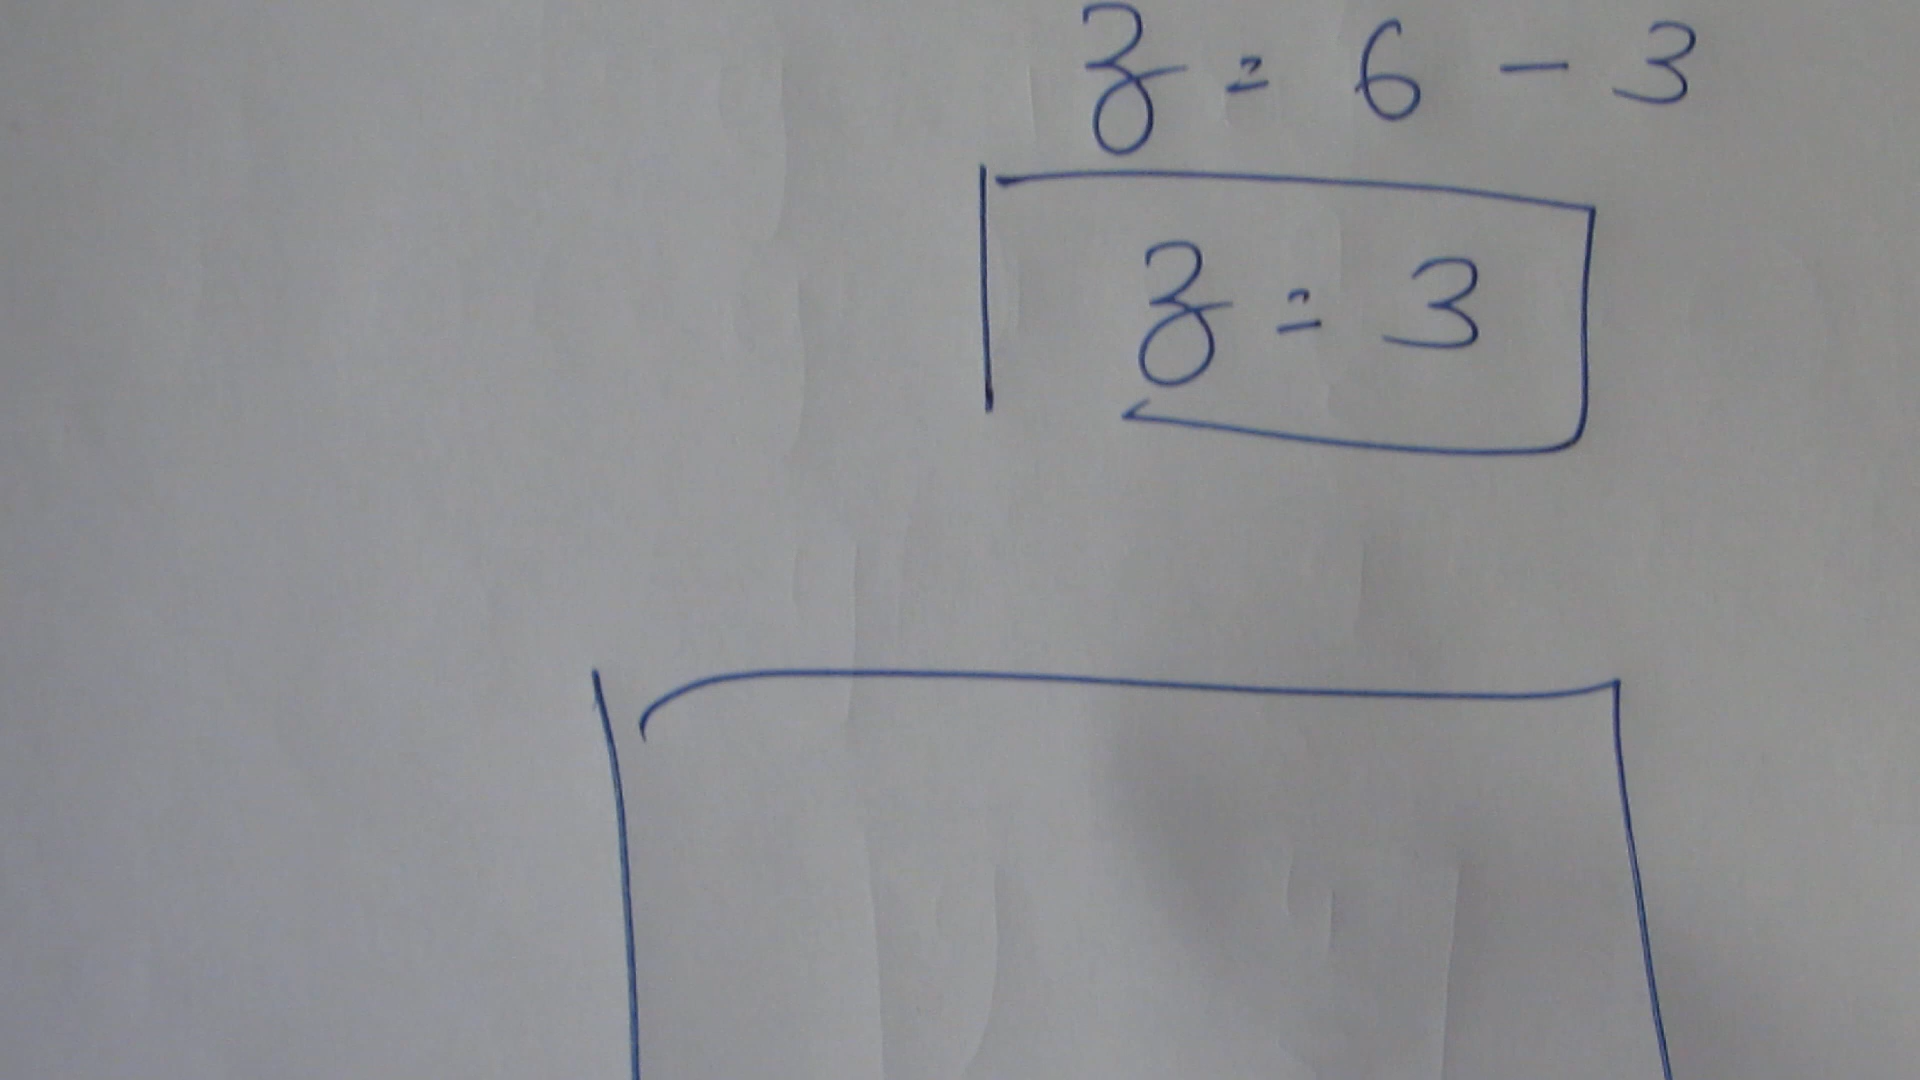 z = 6 - 3
z = 3